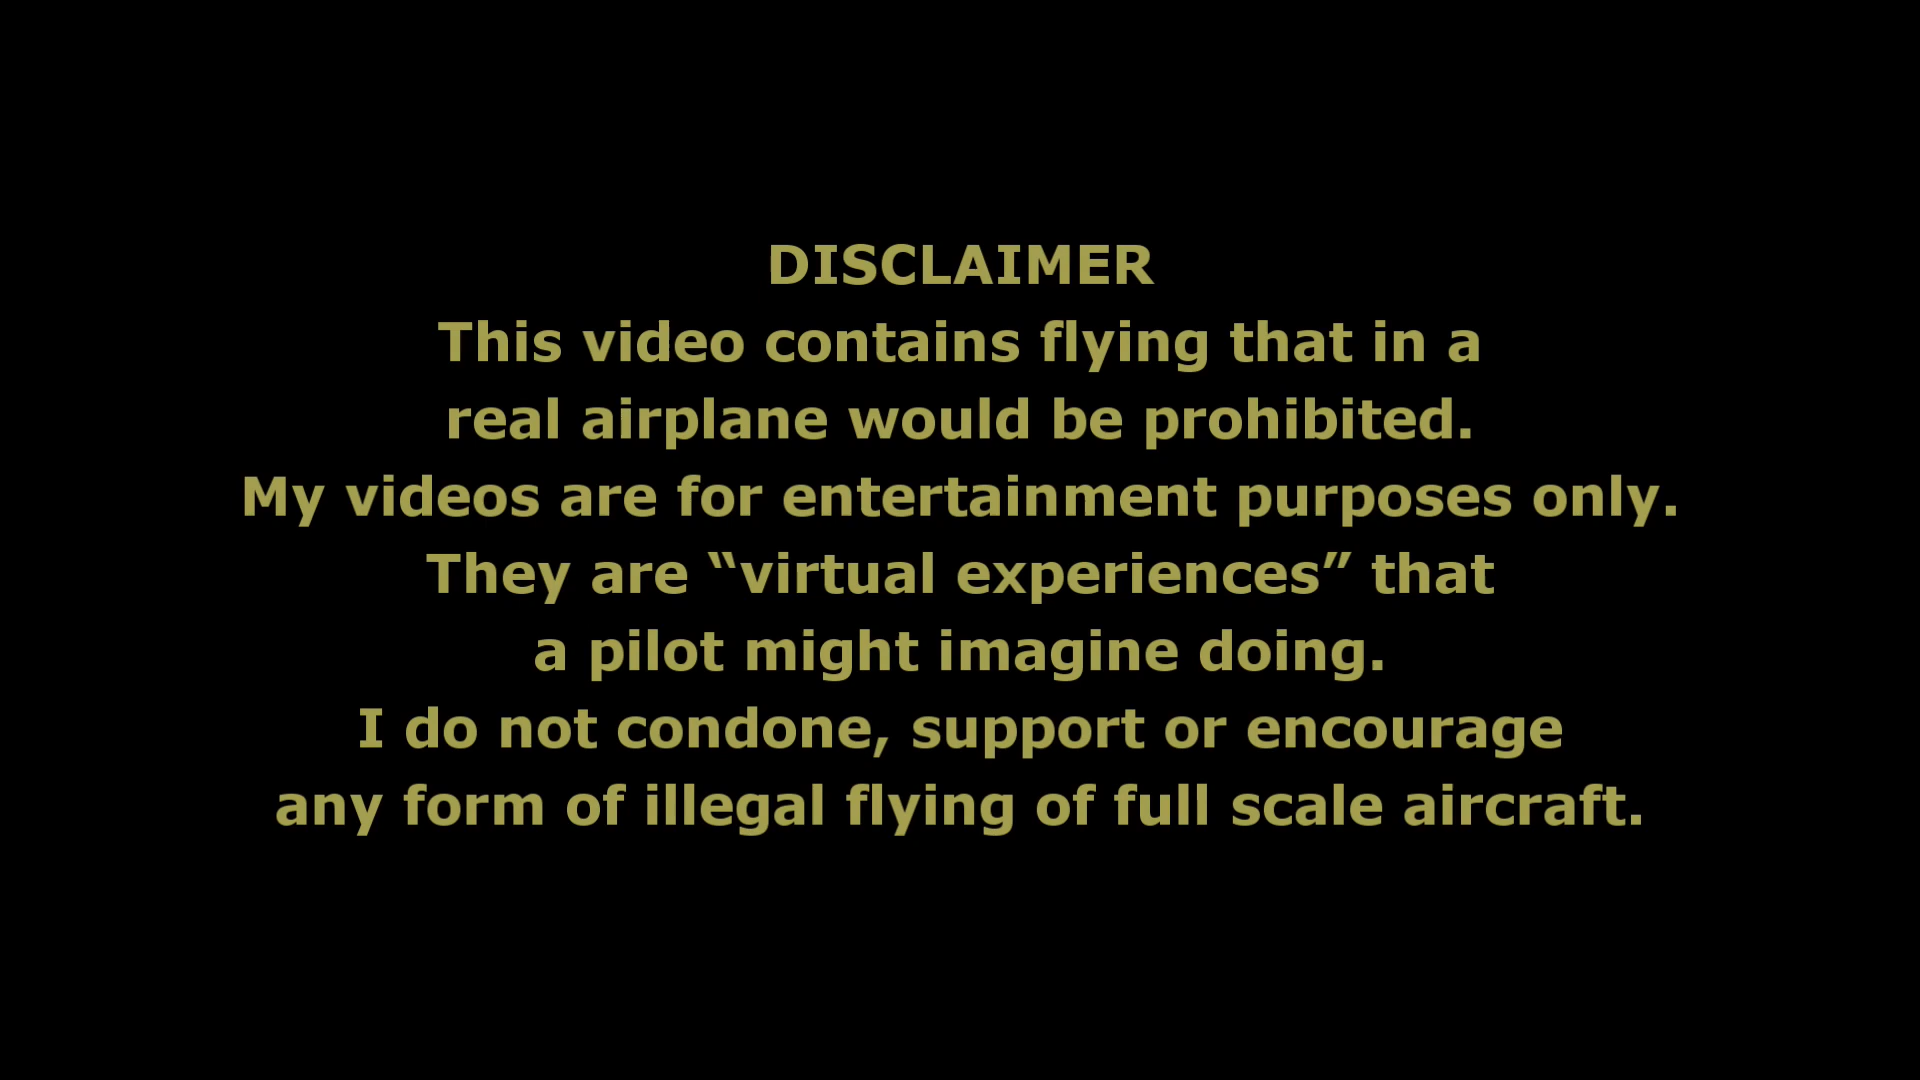 DISCLAIMER
This video contains flying that in a
real airplane would be prohibited.
My videos are for entertainment purposes only.
They are “virtual experiences” that
a pilot might imagine doing.
I do not condone, support or encourage
any form of illegal flying of full scale aircraft.